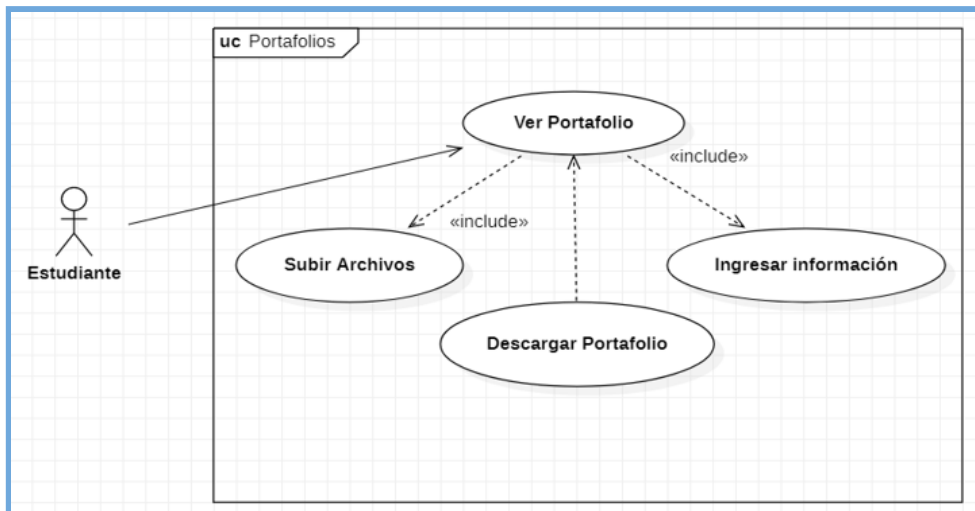 uc Portafolios
Ver Portafolio
«include»
«include»
Subir Archivos
Ingresar información
Estudiante
Descargar Portafolio